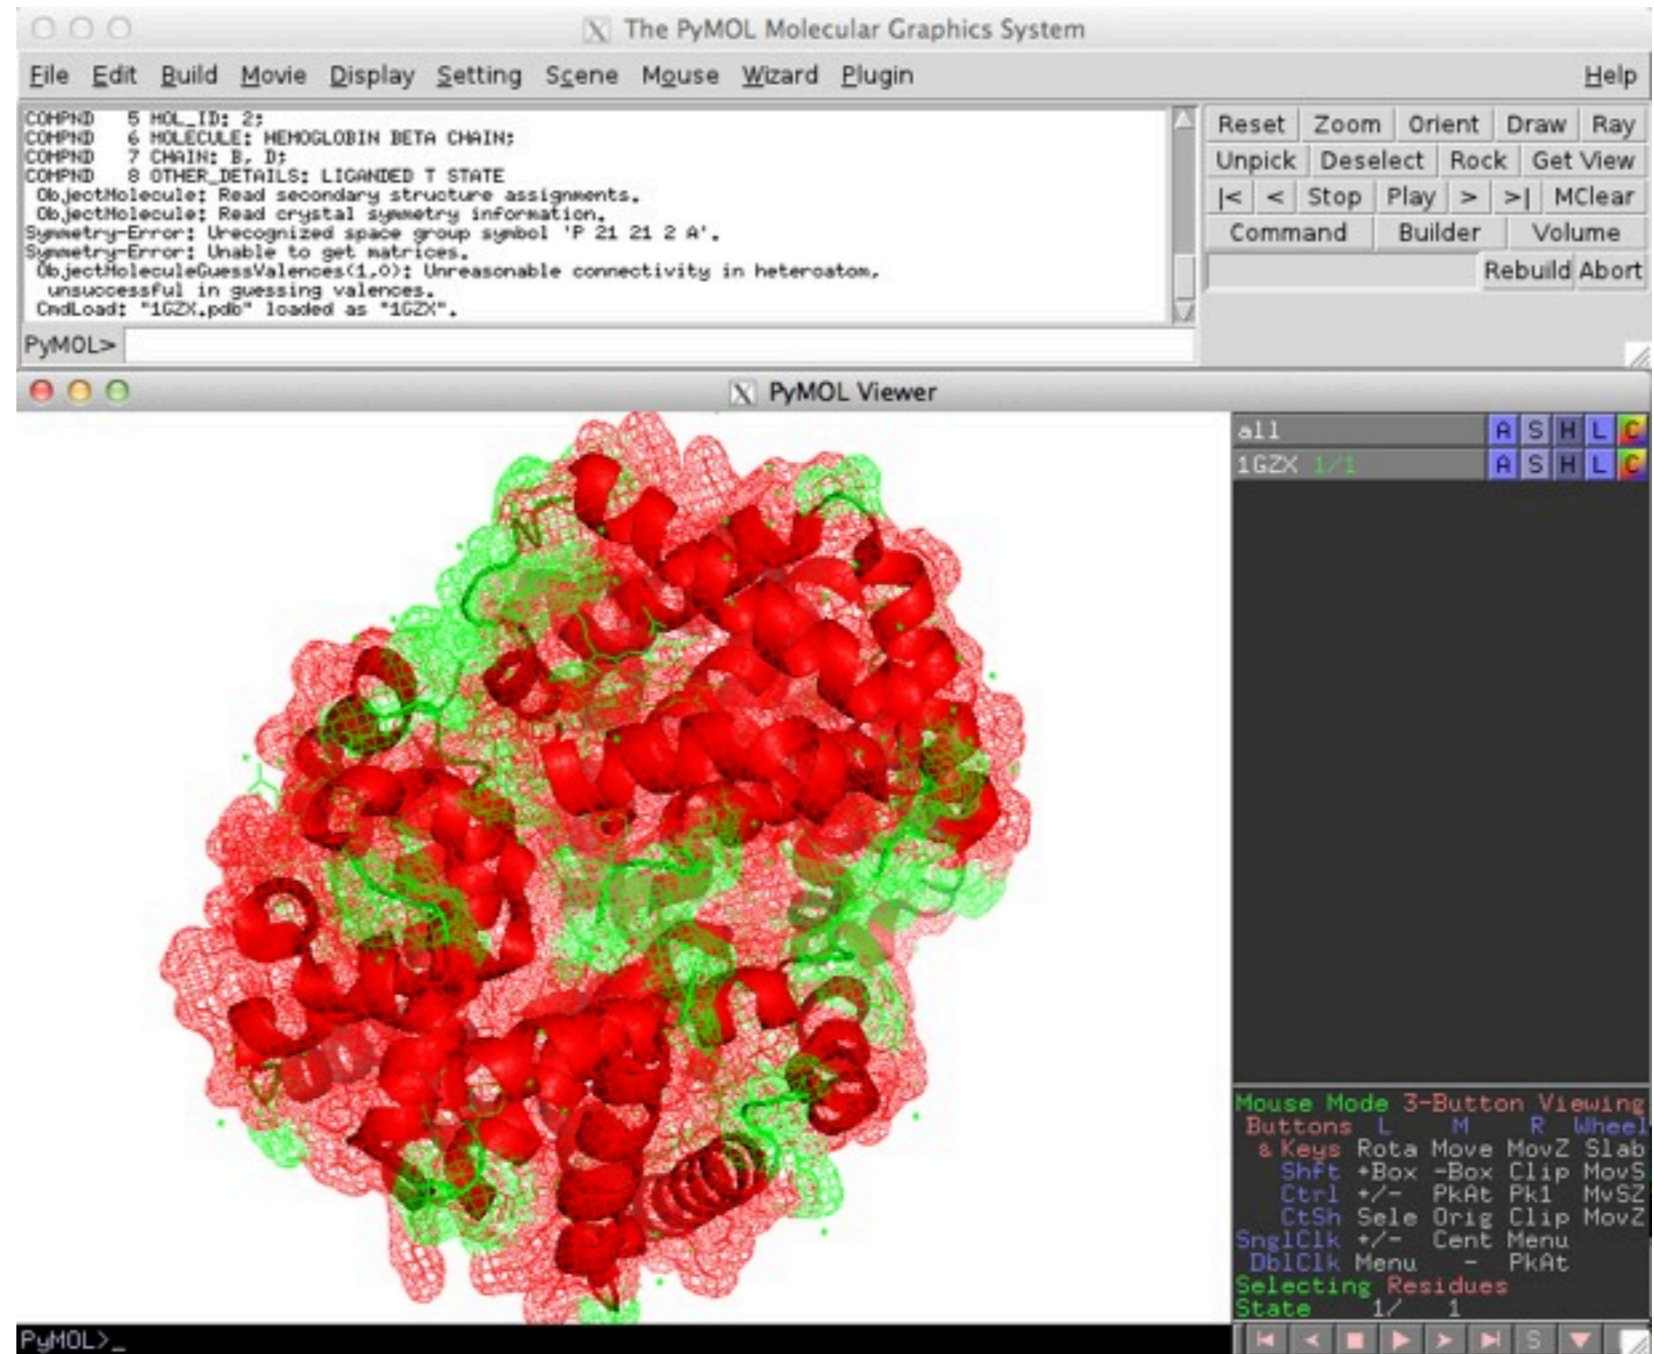 X The PyMOL Molecular Graphics System
File Edit Build Movie Display Setting Scene Mouse Wizard Plugin Help
COMPND 5 MOL_ID: 2;
COMPND 6 MOLECULE: HEMOGLOBIN BETA CHAIN;
COMPND 7 CHAIN: B, D;
COMPND 8 OTHER_DETAILS: LIGANDED T STATE
ObjectMolecule: Read secondary structure assignments.
ObjectMolecule: Read crystal symmetry information.
Symmetry-Error: Unrecognized space group symbol 'P 21 21 2 A'.
Symmetry-Error: Unable to get matrices.
ObjectMoleculeGuessValences(1,0): Unreasonable connectivity in heteroatom,
unsuccessful in guessing valences.
CmdLoad: "1GZX.pdb" loaded as "1GZX".
PyMOL>
Reset Zoom Orient Draw Ray
Unpick Deselect Rock Get View
|< < Stop Play > >| MClear
Command Builder Volume
Rebuild Abort
X PyMOL Viewer
all A S H L C
1GZX 1/1 A S H L C
Mouse Mode 3-Button Viewing
Buttons L M R Wheel
& Keys Rota Move MovZ Slab
Shft +Box -Box Clip MovS
Ctrl +/- PkAt Pk1 MvSZ
CtSh Sele Orig Clip MovZ
SnglClk +/- Cent Menu
DblClk Menu - PkAt
Selecting Residues
State 1/ 1
S
PyMOL>_